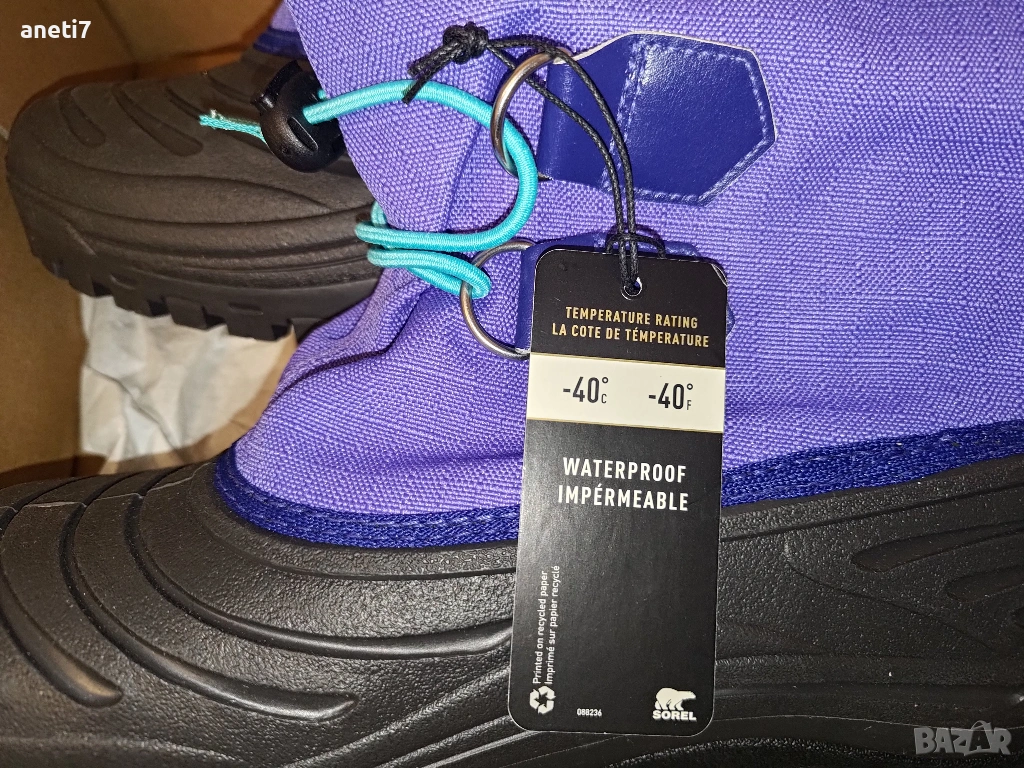 aneti7
TEMPERATURE RATING
LA COTE DE TÉMPERATURE
-40°C -40°F
WATERPROOF
IMPÉRMEABLE
Printed on recycled paper
Imprimé sur papier recyclé
088236
SOREL
BAZAR